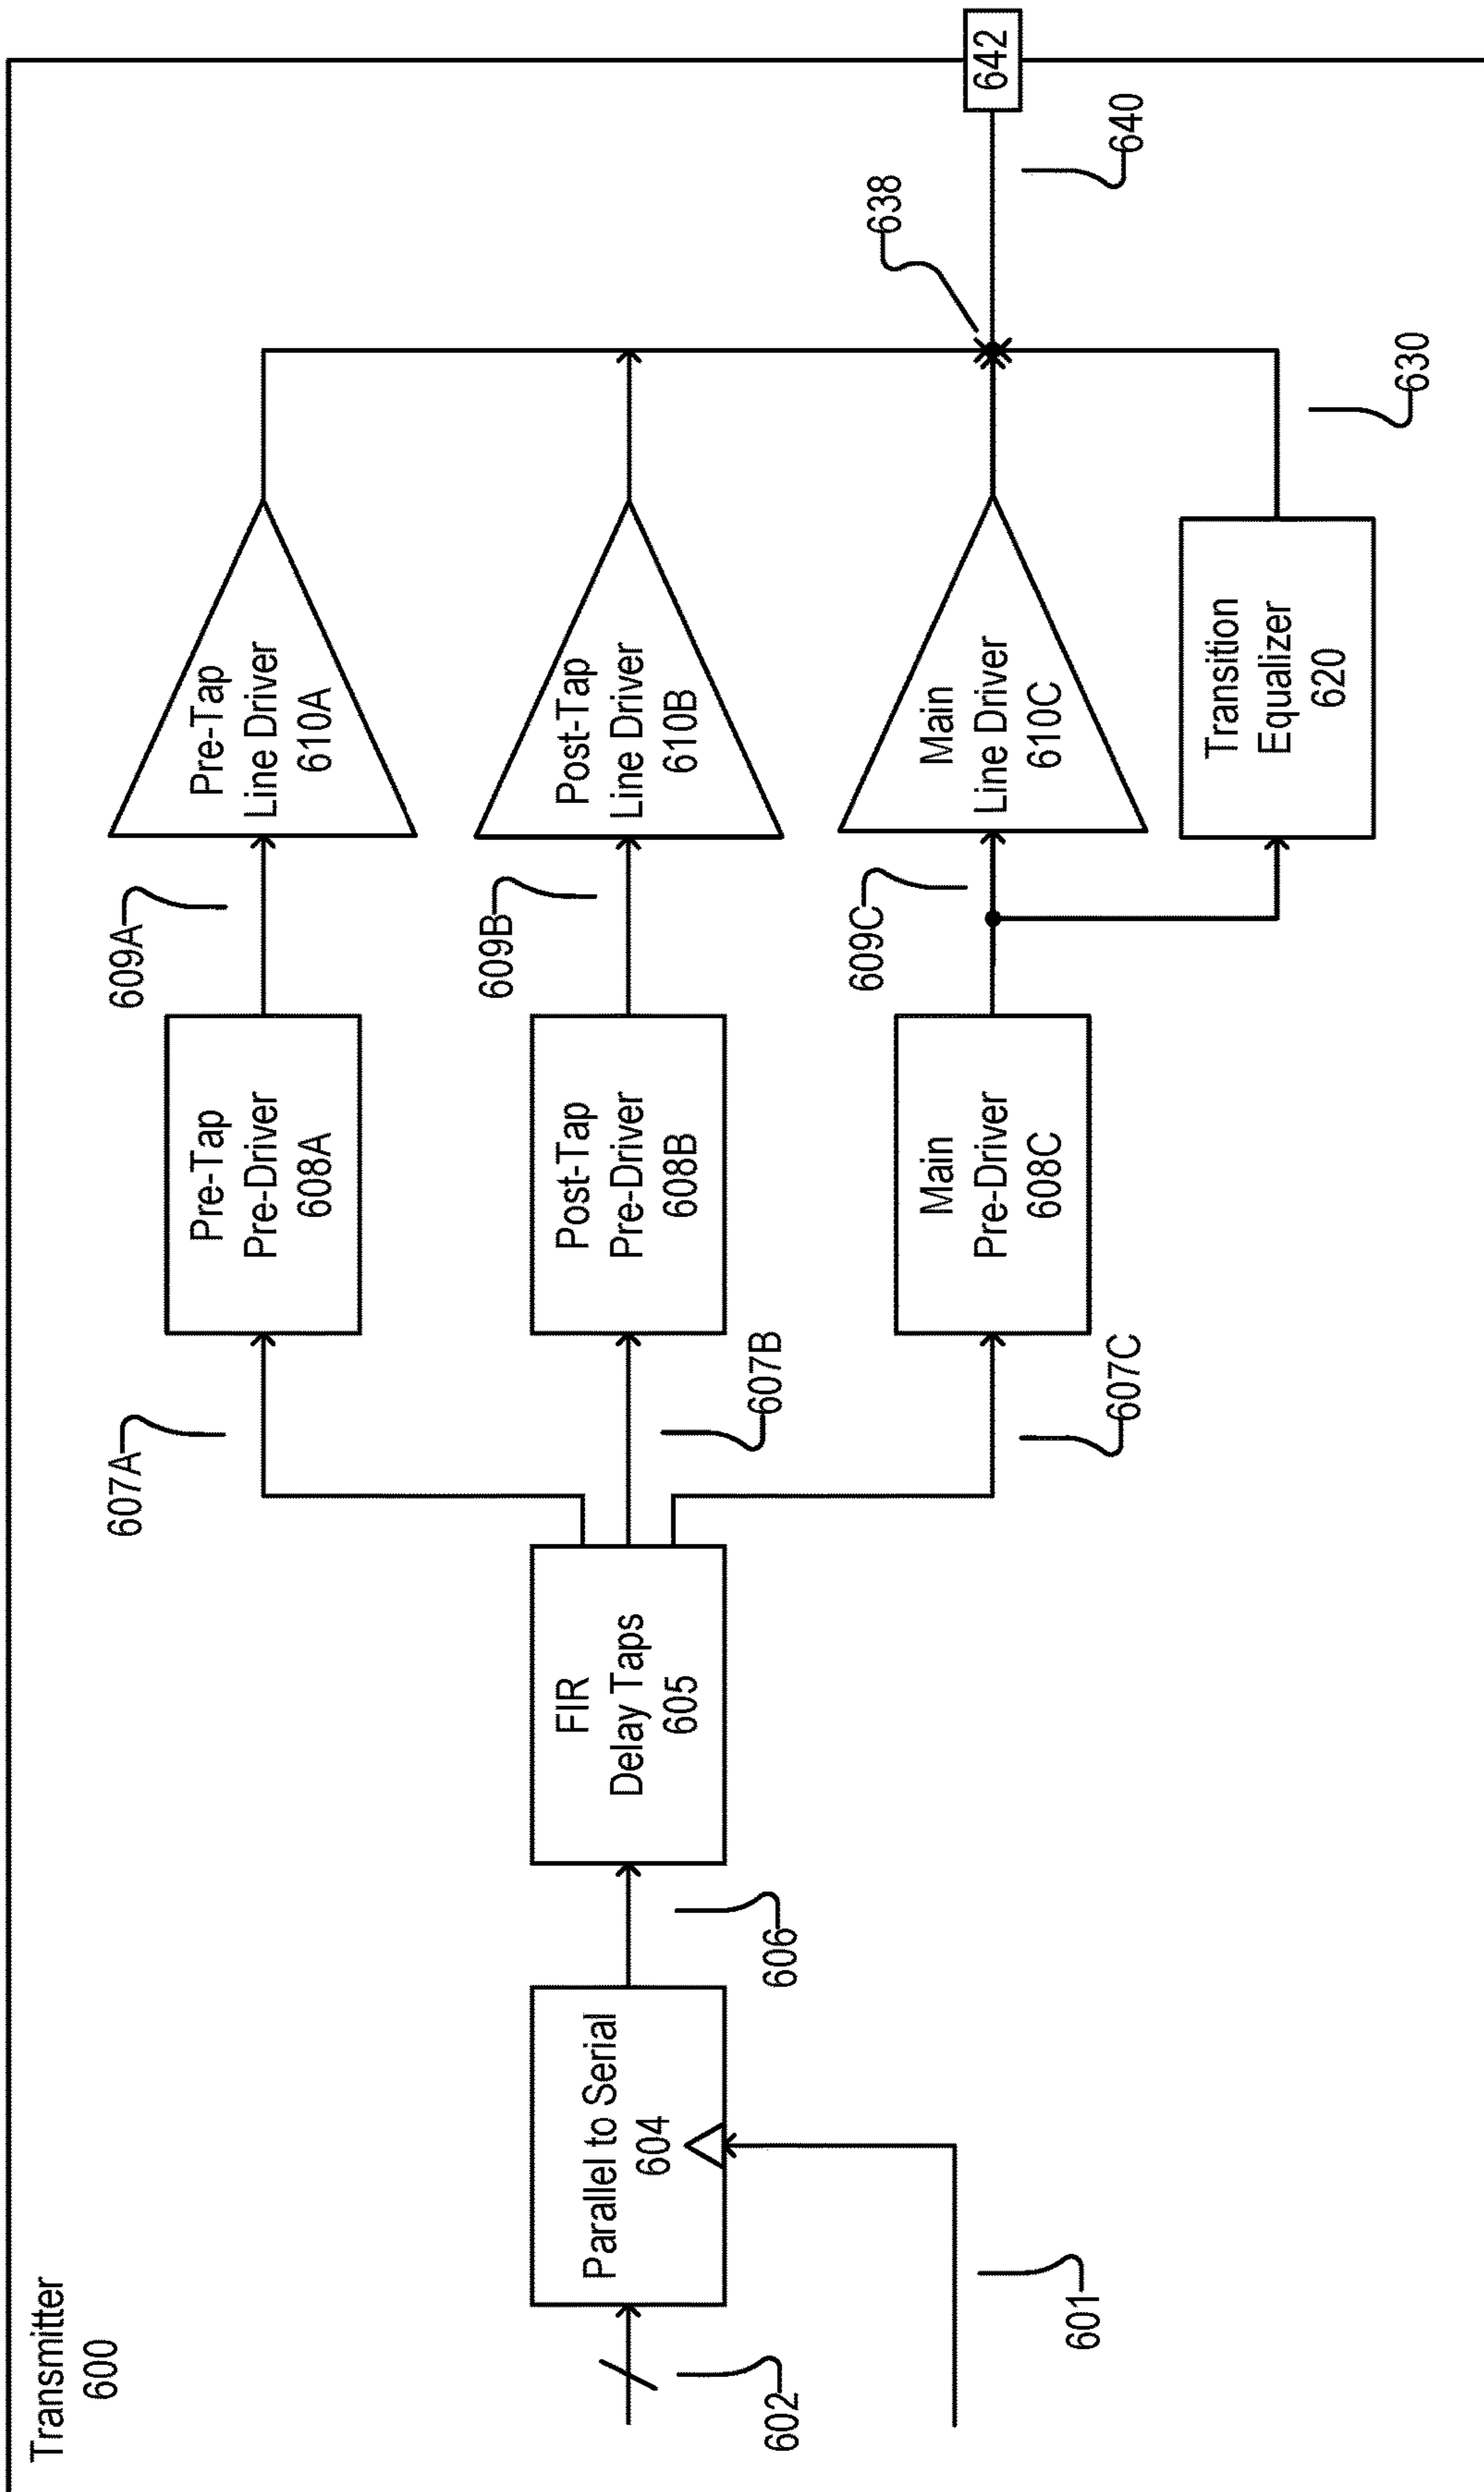 Transmitter
600
602
601
Parallel to Serial
604
606
FIR
Delay Taps
605
607A
607B
607C
Pre-Tap
Pre-Driver
608A
Post-Tap
Pre-Driver
608B
Main
Pre-Driver
608C
609A
609B
609C
Pre-Tap
Line Driver
610A
Post-Tap
Line Driver
610B
Main
Line Driver
610C
Transition
Equalizer
620
630
638
640
642